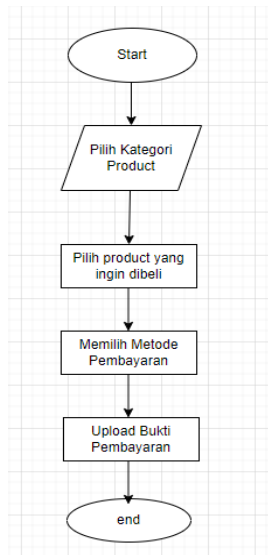 Start
Pilih Kategori
Product
Pilih product yang
ingin dibeli
Memilih Metode
Pembayaran
Upload Bukti
Pembayaran
end